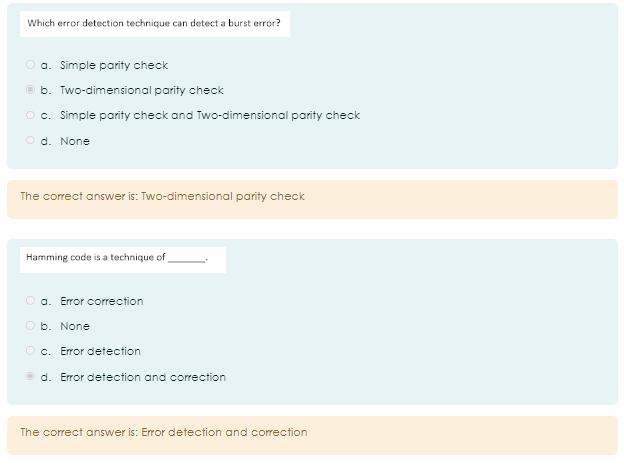 Which error detection technique can detect a burst error?
a. Simple parity check
b. Two-dimensional parity check
c. Simple parity check and Two-dimensional parity check
d. None
The correct answer is: Two-dimensional parity check
Hamming code is a technique of _______.
a. Error correction
b. None
c. Error detection
d. Error detection and correction
The correct answer is: Error detection and correction